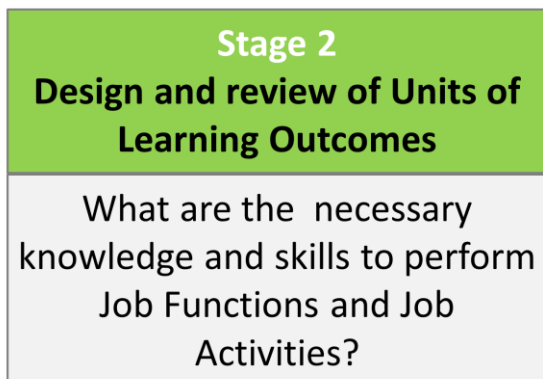 Stage 2
Design and review of Units of
Learning Outcomes
What are the necessary
knowledge and skills to perform
Job Functions and Job
Activities?